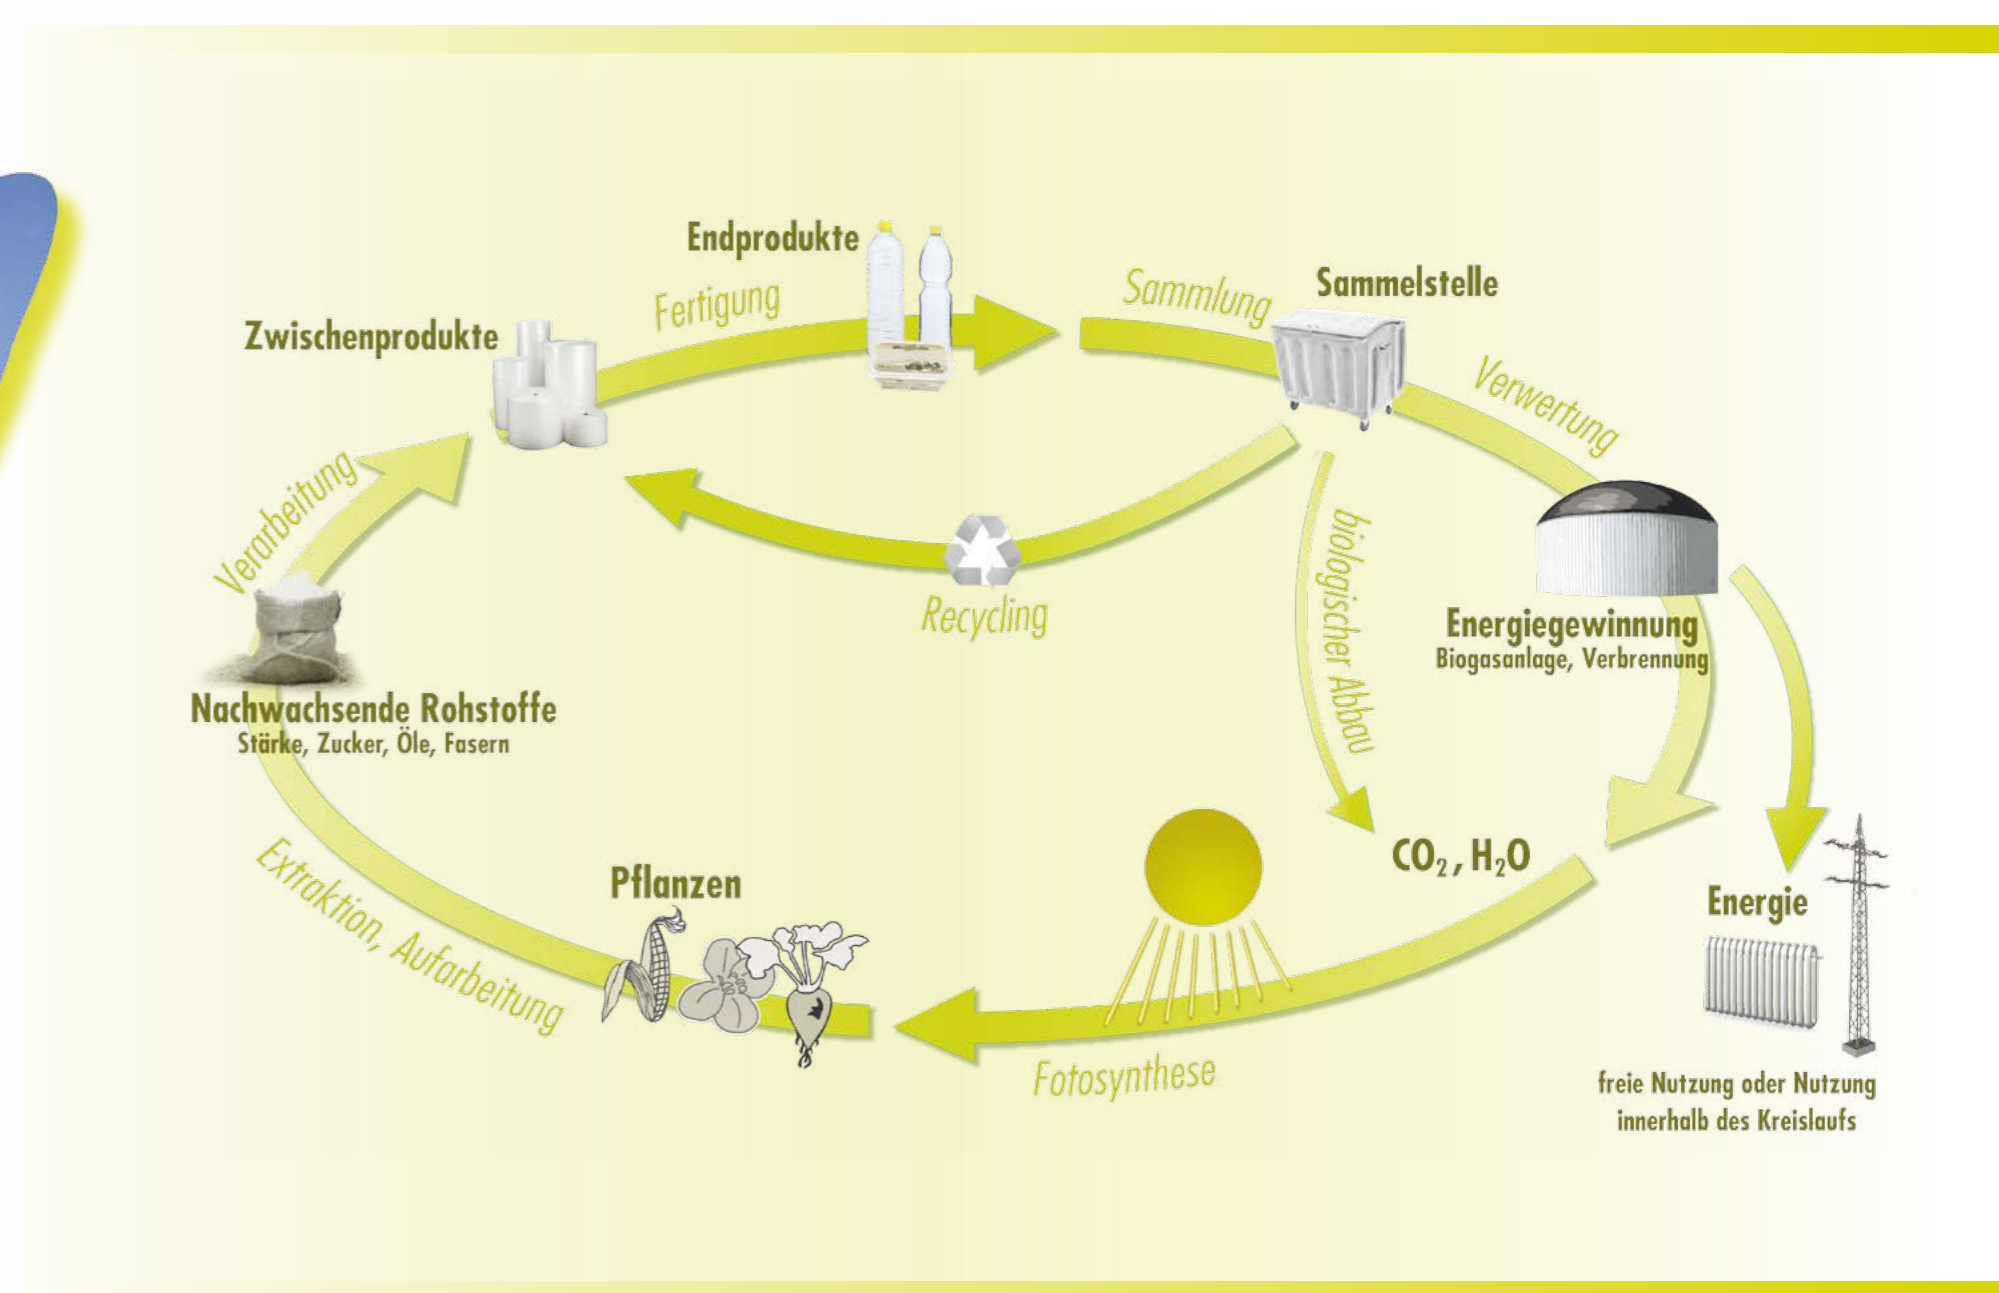 Endprodukte
Fertigung
Sammlung
Sammelstelle
Zwischenprodukte
Verwertung
Verarbeitung
biologischer Abbau
Recycling
Energiegewinnung
Biogasanlage, Verbrennung
Nachwachsende Rohstoffe
Stärke, Zucker, Öle, Fasern
CO₂, H₂O
Pflanzen
Energie
Extraktion, Aufarbeitung
Fotosynthese
freie Nutzung oder Nutzung
innerhalb des Kreislaufs